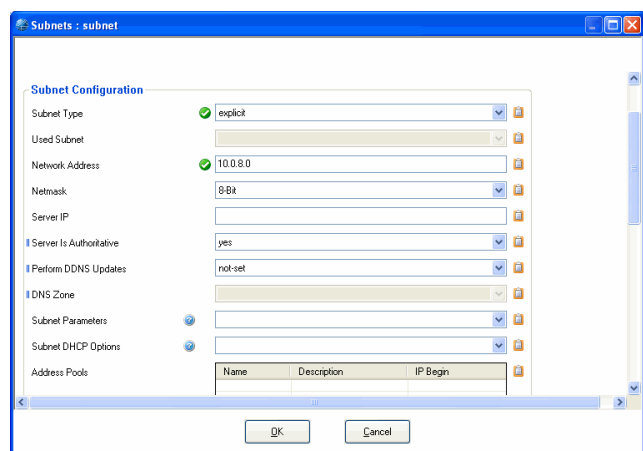 Subnets : subnet
Subnet Configuration
Subnet Type explicit
Used Subnet
Network Address 10.0.8.0
Netmask 8-Bit
Server IP
Server Is Authoritative yes
Perform DDNS Updates not-set
DNS Zone
Subnet Parameters
Subnet DHCP Options
Address Pools Name Description IP Begin
OK Cancel